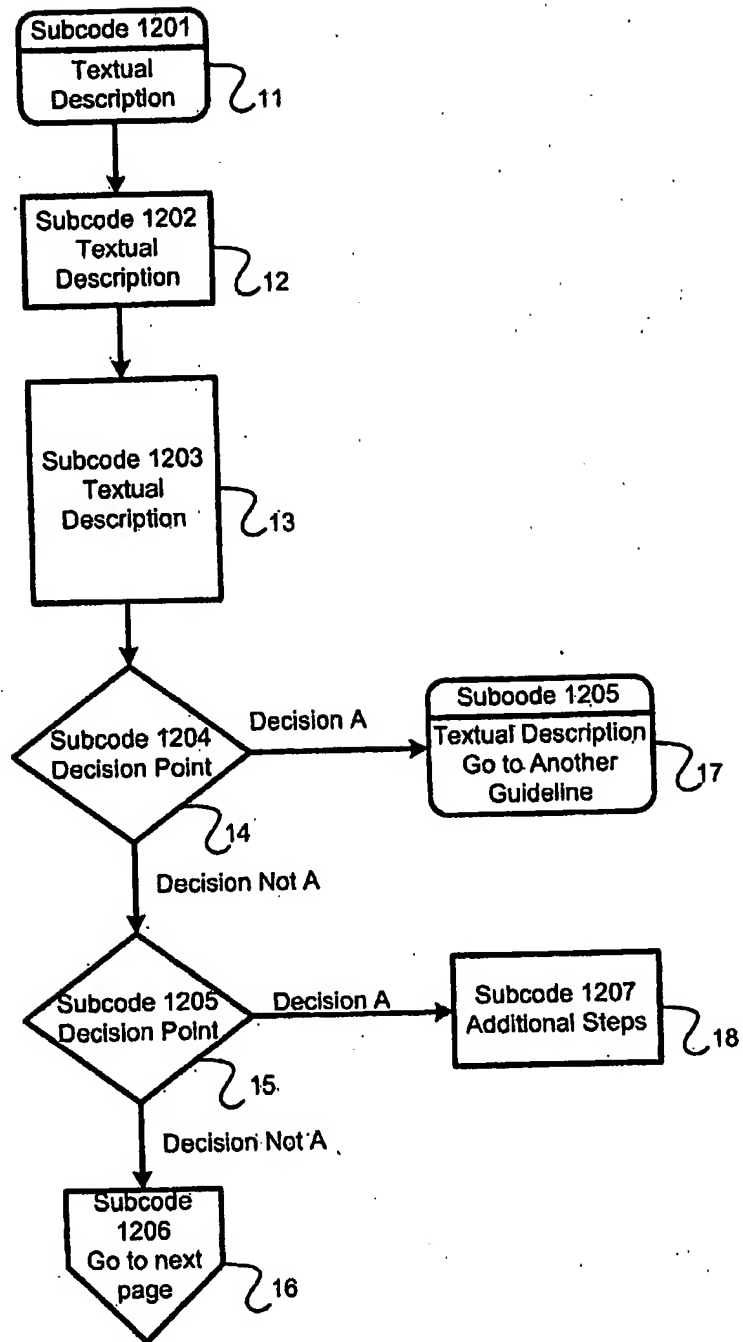 Subcode 1201
Textual
Description
11
Subcode 1202
Textual
Description
12
Subcode 1203
Textual
Description
13
Subcode 1204
Decision Point
14
Decision A
Subcode 1205
Textual Description
Go to Another
Guideline
17
Decision Not A
Subcode 1205
Decision Point
15
Decision A
Subcode 1207
Additional Steps
18
Decision Not A
Subcode
1206
Go to next
page
16